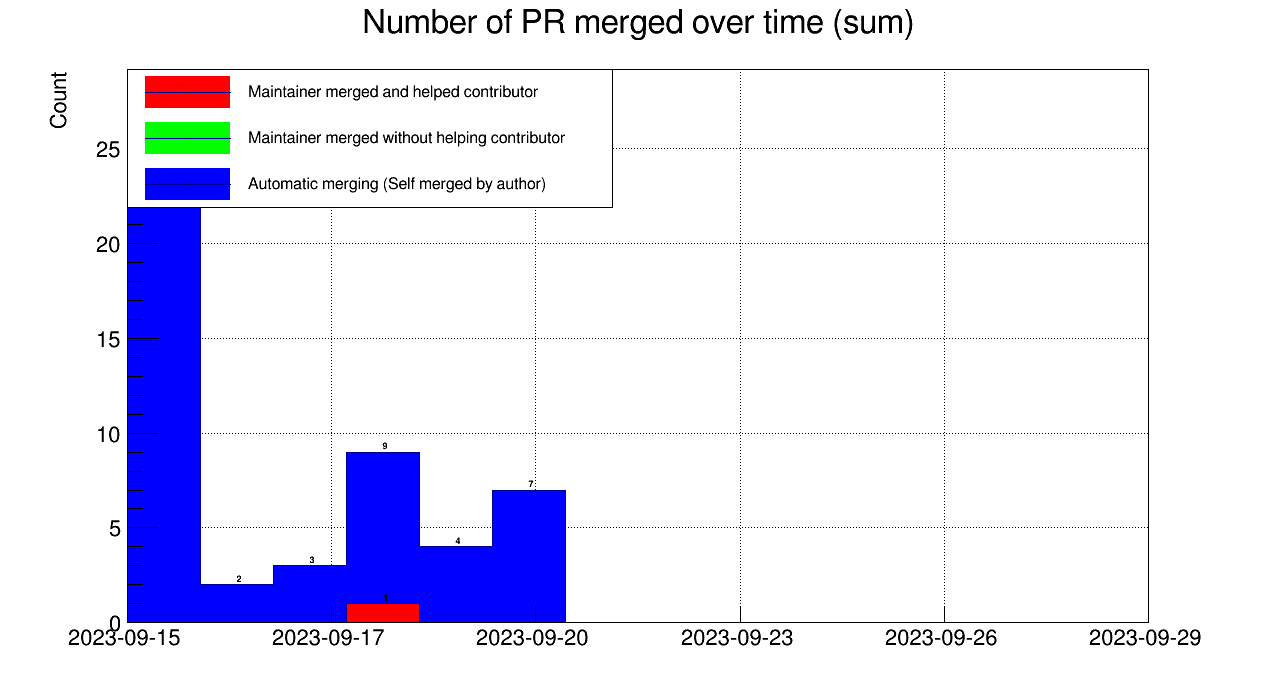 Number of PR merged over time (sum)
Count
Maintainer merged and helped contributor
Maintainer merged without helping contributor
Automatic merging (Self merged by author)
25
20
15
10
9
7
5
4
3
2
1
0
2023-09-15 2023-09-17 2023-09-20 2023-09-23 2023-09-26 2023-09-29